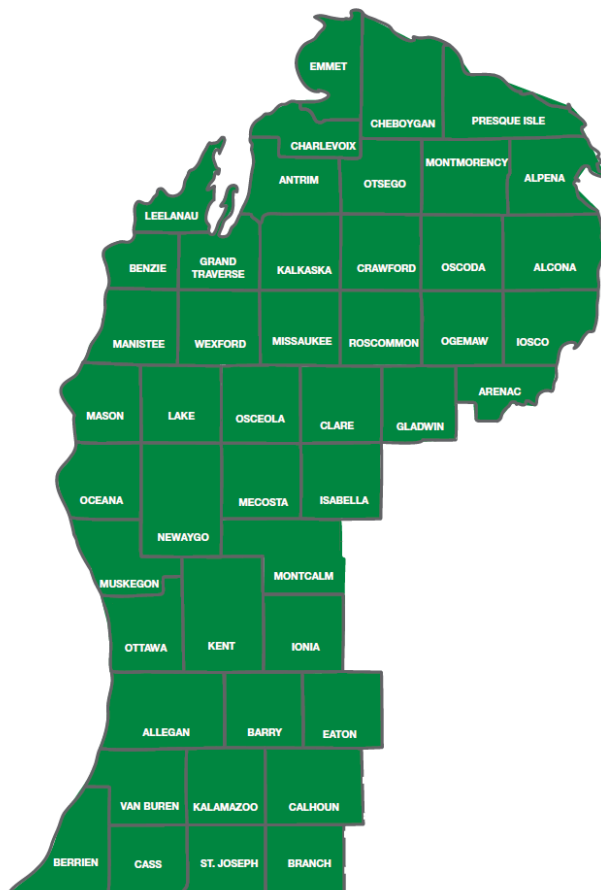 EMMET
CHEBOYGAN
PRESQUE ISLE
CHARLEVOIX
MONTMORENCY
ANTRIM
OTSEGO
ALPENA
LEELANAU
BENZIE
GRAND
TRAVERSE
KALKASKA
CRAWFORD
OSCODA
ALCONA
MANISTEE
WEXFORD
MISSAUKEE
ROSCOMMON
OGEMAW
IOSCO
ARENAC
MASON
LAKE
OSCEOLA
CLARE
GLADWIN
OCEANA
MECOSTA
ISABELLA
NEWAYGO
MUSKEGON
MONTCALM
OTTAWA
KENT
IONIA
ALLEGAN
BARRY
EATON
VAN BUREN
KALAMAZOO
CALHOUN
BERRIEN
CASS
ST. JOSEPH
BRANCH